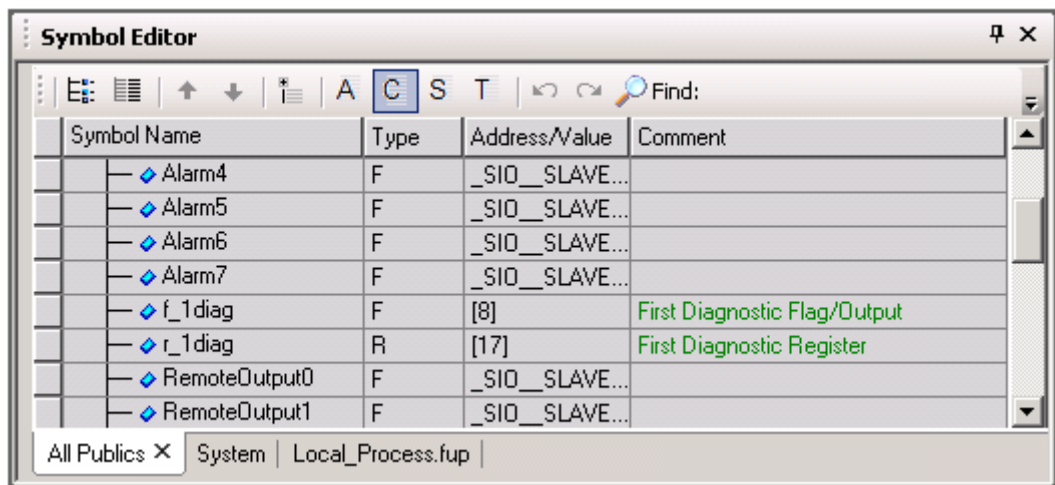 Symbol Editor
A C S T Find:
Symbol Name Type Address/Value Comment
Alarm4 F _SIO__SLAVE...
Alarm5 F _SIO__SLAVE...
Alarm6 F _SIO__SLAVE...
Alarm7 F _SIO__SLAVE...
f_1diag F [8] First Diagnostic Flag/Output
r_1diag R [17] First Diagnostic Register
RemoteOutput0 F _SIO__SLAVE...
RemoteOutput1 F _SIO__SLAVE...
All Publics System Local_Process.fup